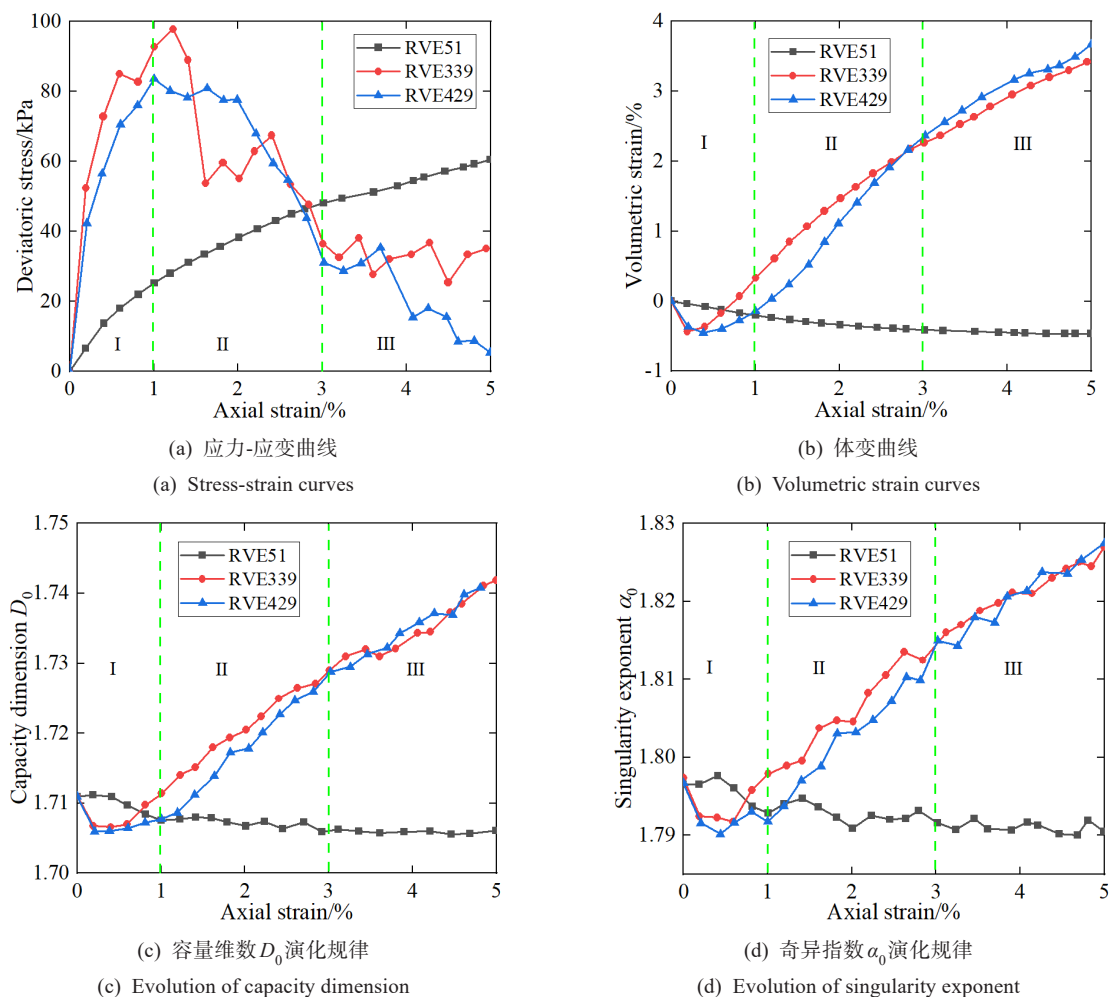 100
80
60
40
20
0
Deviatoric stress/kPa
RVE51
RVE339
RVE429
I
II
III
0
1
2
3
4
5
Axial strain/%
(a) 应力-应变曲线
(a) Stress-strain curves
4
3
2
1
0
-1
Volumetric strain/%
RVE51
RVE339
RVE429
I
II
III
0
1
2
3
4
5
Axial strain/%
(b) 体变曲线
(b) Volumetric strain curves
1.75
1.74
1.73
1.72
1.71
1.70
Capacity dimension D₀
RVE51
RVE339
RVE429
I
II
III
0
1
2
3
4
5
Axial strain/%
(c) 容量维数D₀演化规律
(c) Evolution of capacity dimension
1.83
1.82
1.81
1.80
1.79
Singularity exponent α₀
RVE51
RVE339
RVE429
I
II
III
0
1
2
3
4
5
Axial strain/%
(d) 奇异指数α₀演化规律
(d) Evolution of singularity exponent